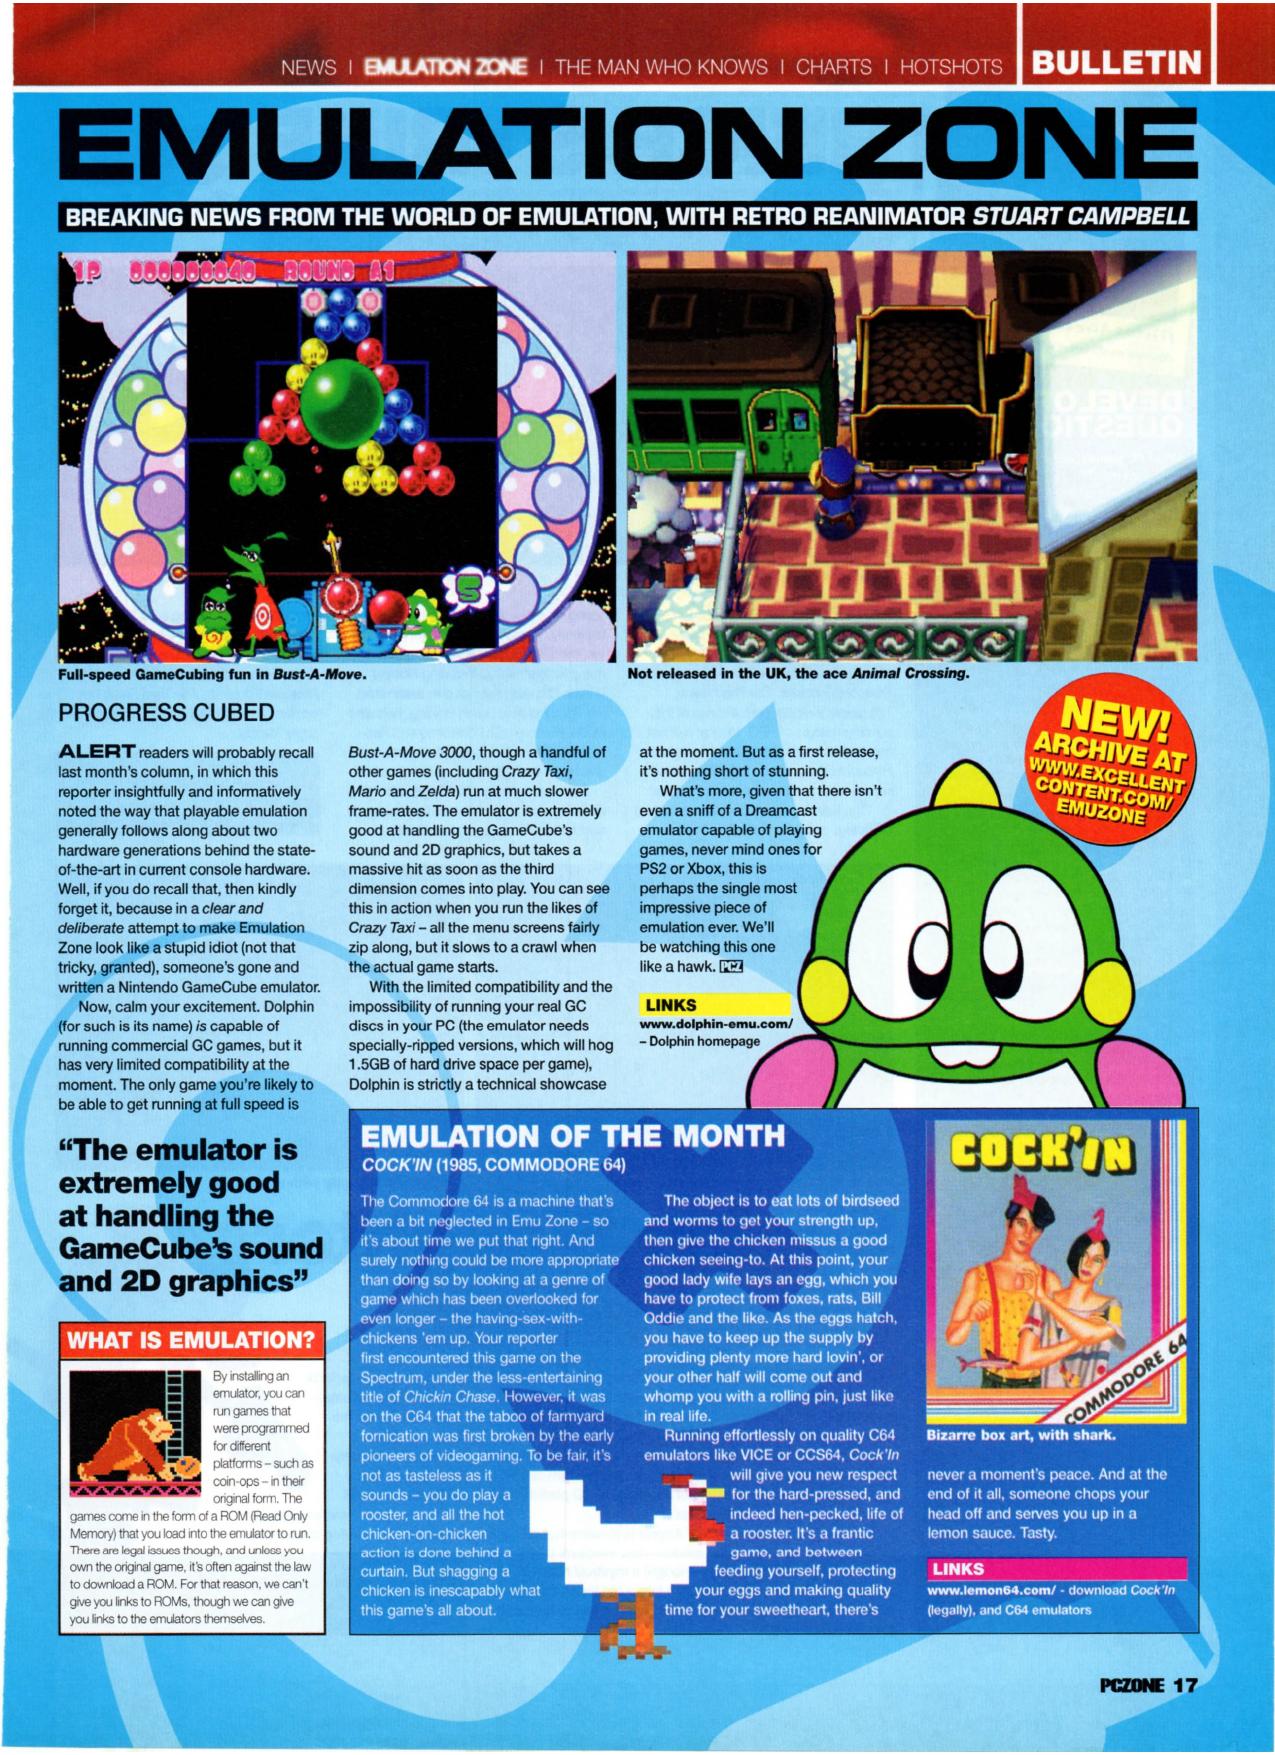 NEWS | EMULATION ZONE | THE MAN WHO KNOWS | CHARTS | HOTSHOTS
BULLETIN
EMULATION ZONE
BREAKING NEWS FROM THE WORLD OF EMULATION, WITH RETRO REANIMATOR STUART CAMPBELL
1P 000000040 ROUND A1
5
Full-speed GameCubing fun in Bust-A-Move.
Not released in the UK, the ace Animal Crossing.
NEW!
ARCHIVE AT
WWW.EXCELLENT
CONTENT.COM/
EMUZONE
PROGRESS CUBED
ALERT readers will probably recall
last month's column, in which this
reporter insightfully and informatively
noted the way that playable emulation
generally follows along about two
hardware generations behind the state-
of-the-art in current console hardware.
Well, if you do recall that, then kindly
forget it, because in a clear and
deliberate attempt to make Emulation
Zone look like a stupid idiot (not that
tricky, granted), someone's gone and
written a Nintendo GameCube emulator.
Now, calm your excitement. Dolphin
(for such is its name) is capable of
running commercial GC games, but it
has very limited compatibility at the
moment. The only game you're likely to
be able to get running at full speed is
Bust-A-Move 3000, though a handful of
other games (including Crazy Taxi,
Mario and Zelda) run at much slower
frame-rates. The emulator is extremely
good at handling the GameCube's
sound and 2D graphics, but takes a
massive hit as soon as the third
dimension comes into play. You can see
this in action when you run the likes of
Crazy Taxi – all the menu screens fairly
zip along, but it slows to a crawl when
the actual game starts.
With the limited compatibility and the
impossibility of running your real GC
discs in your PC (the emulator needs
specially-ripped versions, which will hog
1.5GB of hard drive space per game),
Dolphin is strictly a technical showcase
at the moment. But as a first release,
it's nothing short of stunning.
What's more, given that there isn't
even a sniff of a Dreamcast
emulator capable of playing
games, never mind ones for
PS2 or Xbox, this is
perhaps the single most
impressive piece of
emulation ever. We'll
be watching this one
like a hawk. PCZ
LINKS
www.dolphin-emu.com/
– Dolphin homepage
"The emulator is
extremely good
at handling the
GameCube's sound
and 2D graphics"
WHAT IS EMULATION?
By installing an
emulator, you can
run games that
were programmed
for different
platforms – such as
coin-ops – in their
original form. The
games come in the form of a ROM (Read Only
Memory) that you load into the emulator to run.
There are legal issues though, and unless you
own the original game, it's often against the law
to download a ROM. For that reason, we can't
give you links to ROMs, though we can give
you links to the emulators themselves.
EMULATION OF THE MONTH
COCK'IN (1985, COMMODORE 64)
The Commodore 64 is a machine that's
been a bit neglected in Emu Zone – so
it's about time we put that right. And
surely nothing could be more appropriate
than doing so by looking at a genre of
game which has been overlooked for
even longer – the having-sex-with-
chickens 'em up. Your reporter
first encountered this game on the
Spectrum, under the less-entertaining
title of Chickin Chase. However, it was
on the C64 that the taboo of farmyard
fornication was first broken by the early
pioneers of videogaming. To be fair, it's
not as tasteless as it
sounds – you do play a
rooster, and all the hot
chicken-on-chicken
action is done behind a
curtain. But shagging a
chicken is inescapably what
this game's all about.
The object is to eat lots of birdseed
and worms to get your strength up,
then give the chicken missus a good
chicken seeing-to. At this point, your
good lady wife lays an egg, which you
have to protect from foxes, rats, Bill
Oddie and the like. As the eggs hatch,
you have to keep up the supply by
providing plenty more hard lovin', or
your other half will come out and
whomp you with a rolling pin, just like
in real life.
Running effortlessly on quality C64
emulators like VICE or CCS64, Cock'In
will give you new respect
for the hard-pressed, and
indeed hen-pecked, life of
a rooster. It's a frantic
game, and between
feeding yourself, protecting
your eggs and making quality
time for your sweetheart, there's
COCK'IN
COMMODORE 64
Bizarre box art, with shark.
never a moment's peace. And at the
end of it all, someone chops your
head off and serves you up in a
lemon sauce. Tasty.
LINKS
www.lemon64.com/ - download Cock'In
(legally), and C64 emulators
PCZONE 17